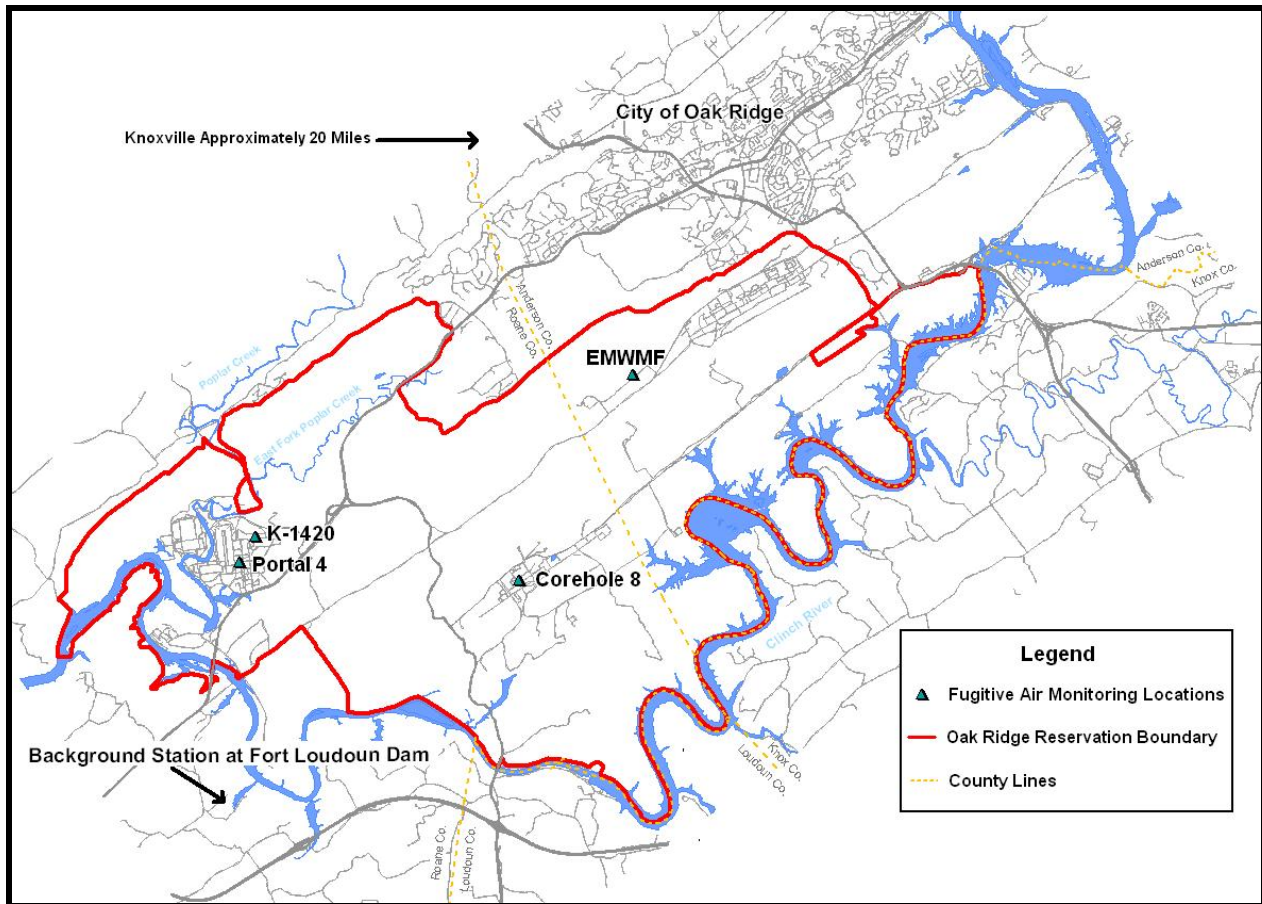 City of Oak Ridge
Knoxville Approximately 20 Miles
Anderson Co.
Knox Co.
Anderson Co.
Roane Co.
EMWMF
Poplar Creek
East Fork Poplar Creek
K-1420
Portal 4
Corehole 8
Clinch River
Background Station at Fort Loudoun Dam
Knox Co.
Loudoun Co.
Roane Co.
Loudoun Co.
Legend
Fugitive Air Monitoring Locations
Oak Ridge Reservation Boundary
County Lines